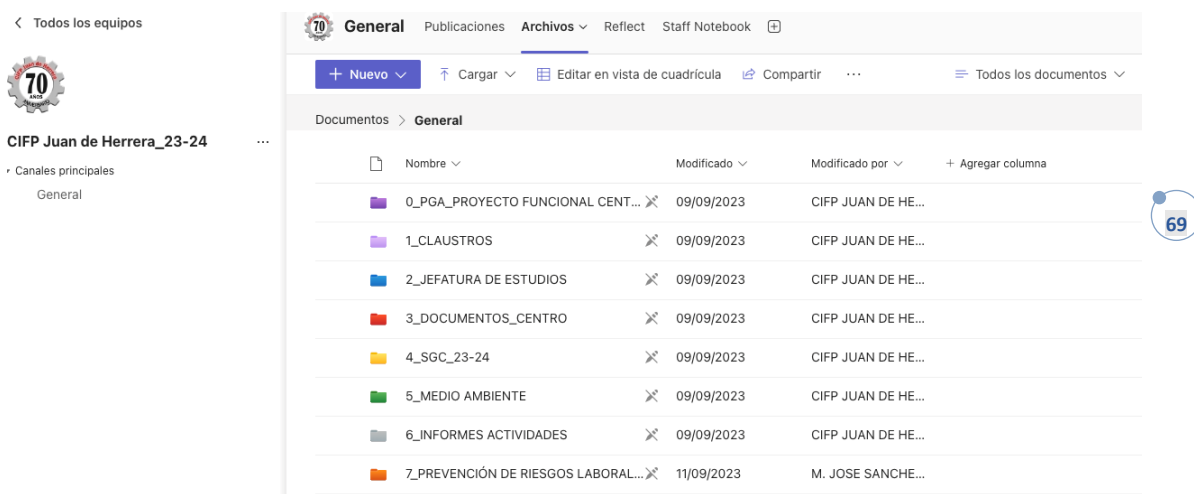 Todos los equipos
70
AÑOS
CIFP Juan de Herrera_23-24
Canales principales
General
70
General Publicaciones Archivos Reflect Staff Notebook
Nuevo Cargar Editar en vista de cuadrícula Compartir ... Todos los documentos
Documentos > General
Nombre Modificado Modificado por + Agregar columna
0_PGA_PROYECTO FUNCIONAL CENT... 09/09/2023 CIFP JUAN DE HE...
1_CLAUSTROS 09/09/2023 CIFP JUAN DE HE...
2_JEFATURA DE ESTUDIOS 09/09/2023 CIFP JUAN DE HE...
3_DOCUMENTOS_CENTRO 09/09/2023 CIFP JUAN DE HE...
4_SGC_23-24 09/09/2023 CIFP JUAN DE HE...
5_MEDIO AMBIENTE 09/09/2023 CIFP JUAN DE HE...
6_INFORMES ACTIVIDADES 09/09/2023 CIFP JUAN DE HE...
7_PREVENCIÓN DE RIESGOS LABORAL... 11/09/2023 M. JOSE SANCHE...
69